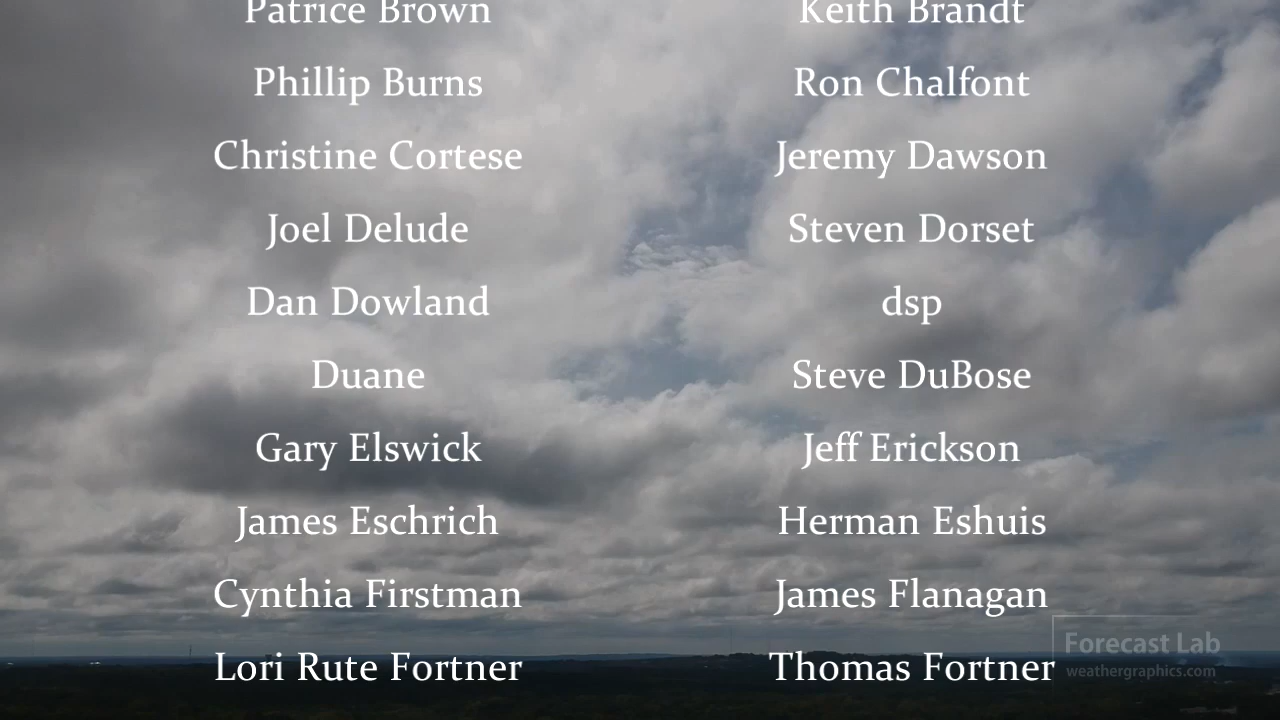 Patrice Brown Keith Brandt
Phillip Burns Ron Chalfont
Christine Cortese Jeremy Dawson
Joel Delude Steven Dorset
Dan Dowland dsp
Duane Steve DuBose
Gary Elswick Jeff Erickson
James Eschrich Herman Eshuis
Cynthia Firstman James Flanagan
Forecast Lab
Lori Rute Fortner Thomas Fortner
weathergraphics.com